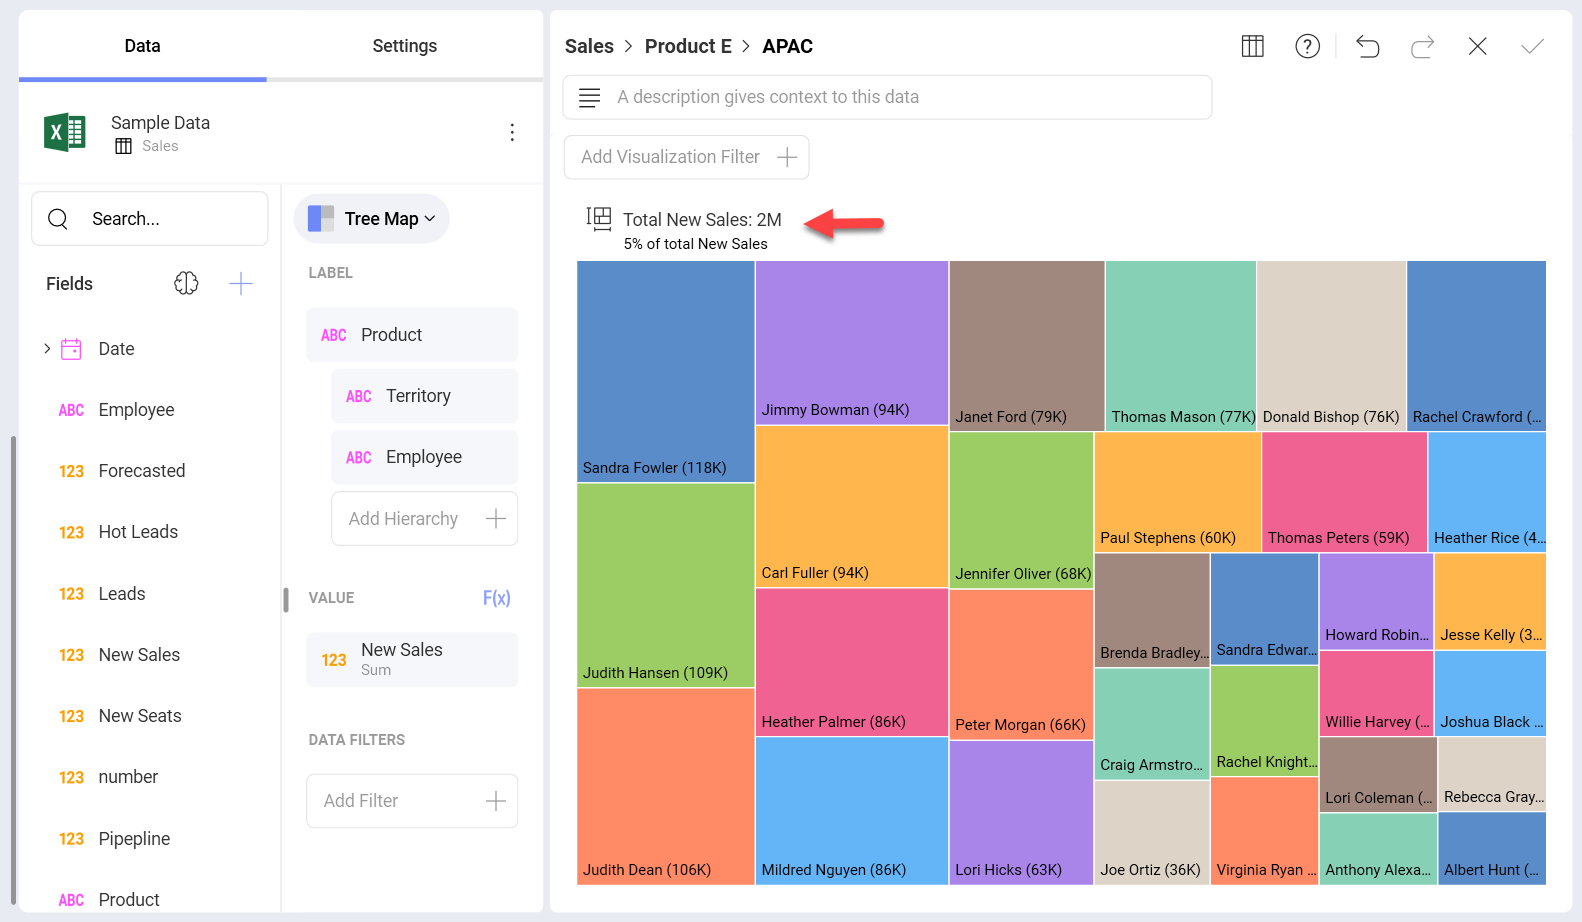 Data
Settings
Sample Data
Sales
Search...
Fields
Date
ABC Employee
123 Forecasted
123 Hot Leads
123 Leads
123 New Sales
123 New Seats
123 number
123 Pipepline
ABC Product
Tree Map
LABEL
ABC Product
ABC Territory
ABC Employee
Add Hierarchy
VALUE F(x)
123 New Sales
Sum
DATA FILTERS
Add Filter
Sales > Product E > APAC
A description gives context to this data
Add Visualization Filter
Total New Sales: 2M
5% of total New Sales
Sandra Fowler (118K)
Judith Hansen (109K)
Judith Dean (106K)
Jimmy Bowman (94K)
Carl Fuller (94K)
Heather Palmer (86K)
Mildred Nguyen (86K)
Janet Ford (79K)
Thomas Mason (77K)
Donald Bishop (76K)
Rachel Crawford (...
Jennifer Oliver (68K)
Peter Morgan (66K)
Lori Hicks (63K)
Paul Stephens (60K)
Thomas Peters (59K)
Heather Rice (4...
Brenda Bradley...
Craig Armstro...
Joe Ortiz (36K)
Sandra Edwar...
Rachel Knight...
Virginia Ryan ...
Howard Robin...
Jesse Kelly (3...
Willie Harvey (...
Joshua Black ...
Lori Coleman (...
Rebecca Gray...
Anthony Alexa...
Albert Hunt (...